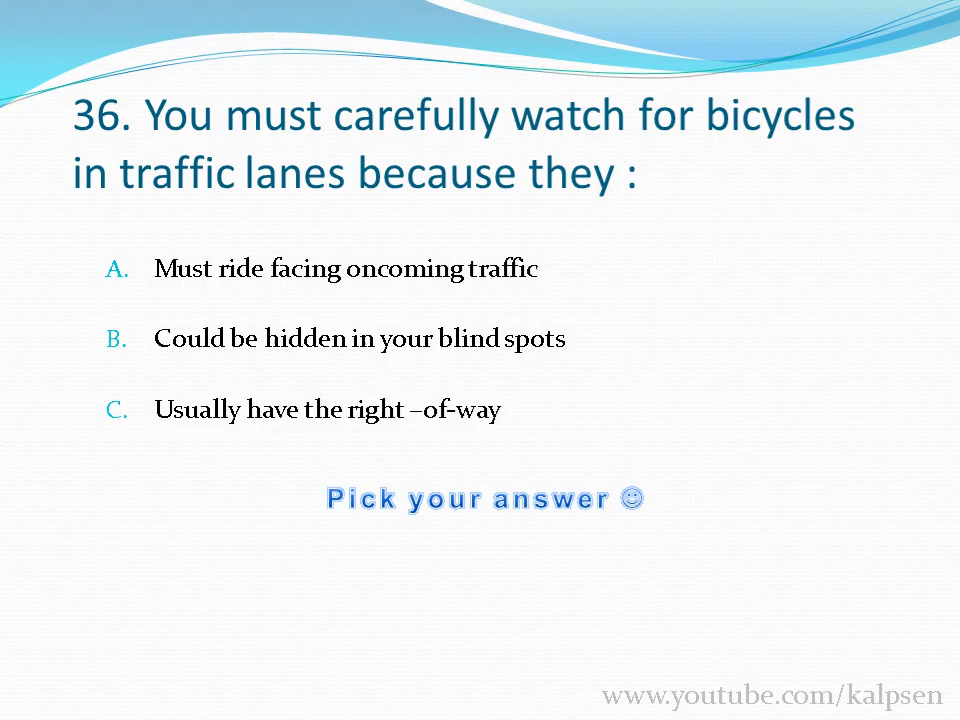 36. You must carefully watch for bicycles
in traffic lanes because they :
A. Must ride facing oncoming traffic
B. Could be hidden in your blind spots
C. Usually have the right –of-way
Pick your answer ☺
www.youtube.com/kalpsen